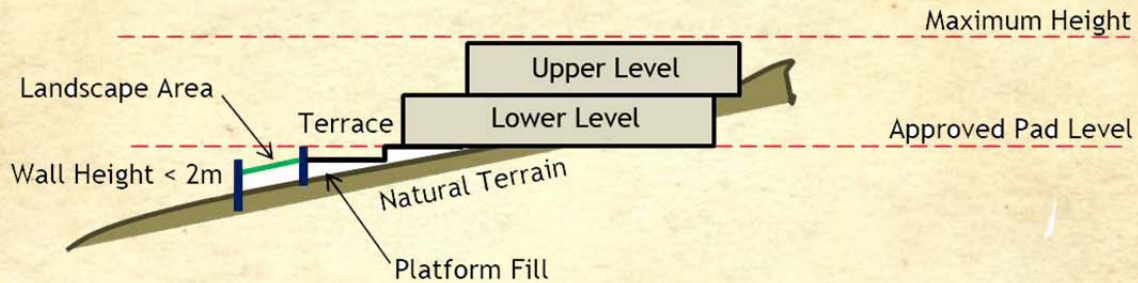 Maximum Height
Upper Level
Landscape Area
Terrace
Lower Level
Approved Pad Level
Wall Height < 2m
Natural Terrain
Platform Fill